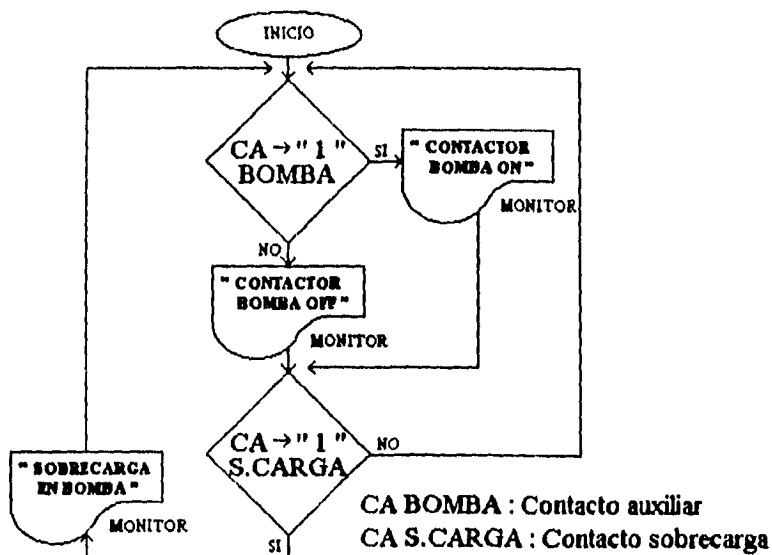 INICIO
CA → "1"
BOMBA
SI
"CONTACTOR
BOMBA ON"
MONITOR
NO
"CONTACTOR
BOMBA OFF"
MONITOR
CA → "1"
S.CARGA
NO
"SOBRECARGA
EN BOMBA"
MONITOR
SI
CA BOMBA : Contacto auxiliar
CA S.CARGA : Contacto sobrecarga